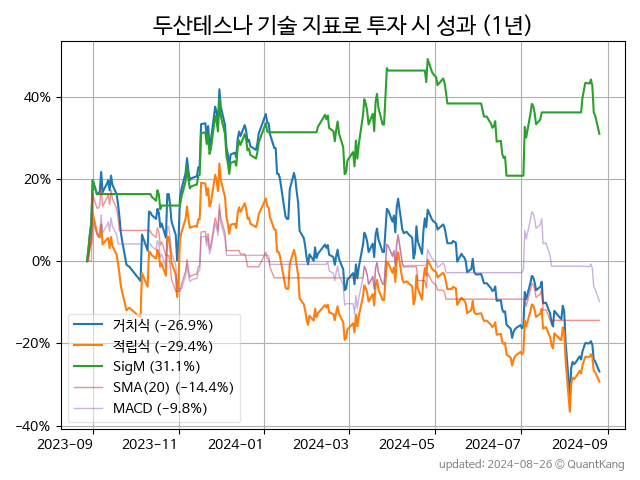 두산테스나 기술 지표로 투자 시 성과 (1년)
40%
20%
0%
−20%
−40%
거치식 (−26.9%)
적립식 (−29.4%)
SigM (31.1%)
SMA(20) (−14.4%)
MACD (−9.8%)
2023-09 2023-11 2024-01 2024-03 2024-05 2024-07 2024-09
updated: 2024-08-26 © QuantKang